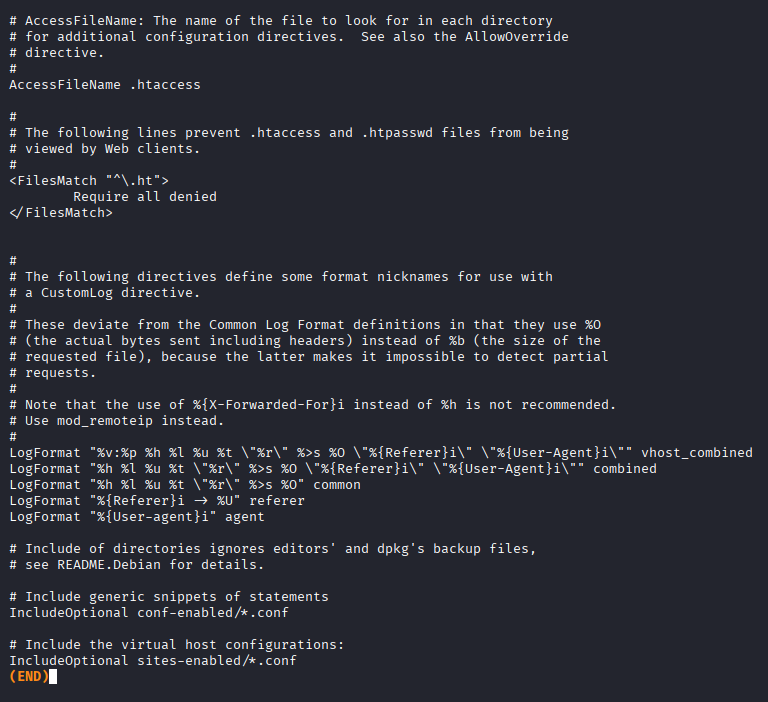 # AccessFileName: The name of the file to look for in each directory
# for additional configuration directives.  See also the AllowOverride
# directive.
#
AccessFileName .htaccess

#
# The following lines prevent .htaccess and .htpasswd files from being
# viewed by Web clients.
#
<FilesMatch "^\.ht">
        Require all denied
</FilesMatch>


#
# The following directives define some format nicknames for use with
# a CustomLog directive.
#
# These deviate from the Common Log Format definitions in that they use %O
# (the actual bytes sent including headers) instead of %b (the size of the
# requested file), because the latter makes it impossible to detect partial
# requests.
#
# Note that the use of %{X-Forwarded-For}i instead of %h is not recommended.
# Use mod_remoteip instead.
#
LogFormat "%v:%p %h %l %u %t \"%r\" %>s %O \"%{Referer}i\" \"%{User-Agent}i\"" vhost_combined
LogFormat "%h %l %u %t \"%r\" %>s %O \"%{Referer}i\" \"%{User-Agent}i\"" combined
LogFormat "%h %l %u %t \"%r\" %>s %O" common
LogFormat "%{Referer}i -> %U" referer
LogFormat "%{User-agent}i" agent

# Include of directories ignores editors' and dpkg's backup files,
# see README.Debian for details.

# Include generic snippets of statements
IncludeOptional conf-enabled/*.conf

# Include the virtual host configurations:
IncludeOptional sites-enabled/*.conf
(END)